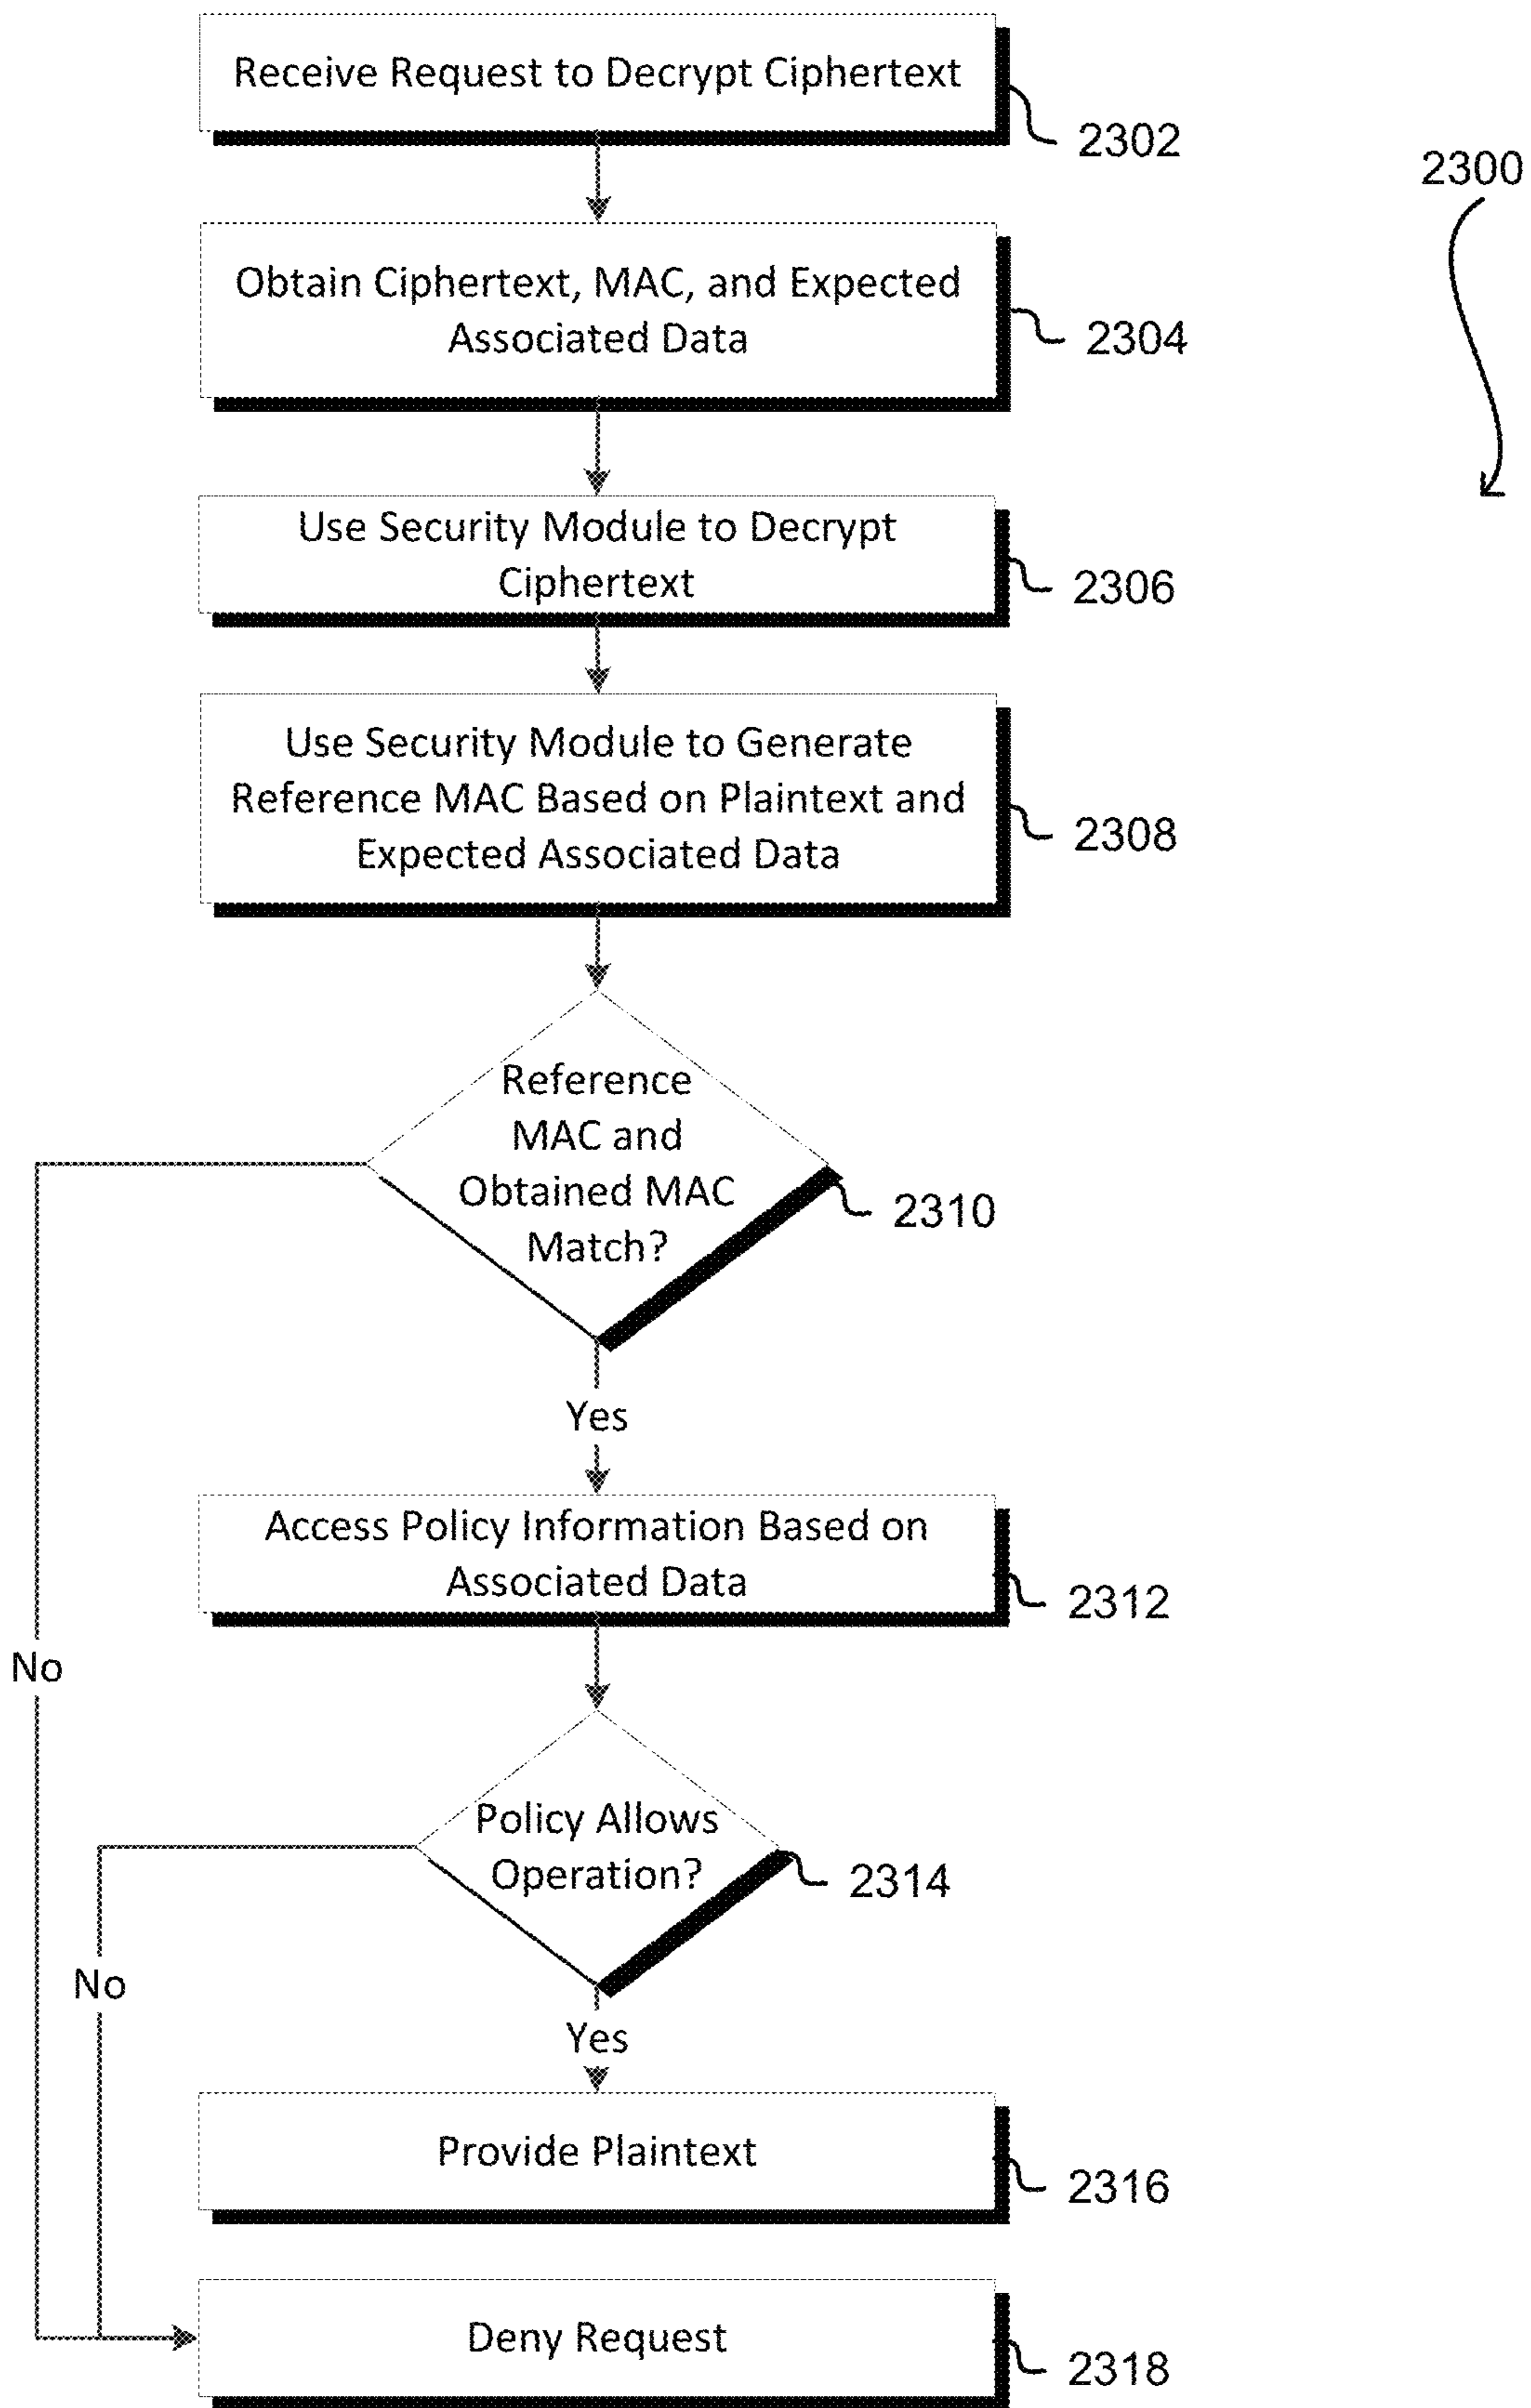 Receive Request to Decrypt Ciphertext
2302
2300
Obtain Ciphertext, MAC, and Expected
Associated Data
2304
Use Security Module to Decrypt
Ciphertext
2306
Use Security Module to Generate
Reference MAC Based on Plaintext and
Expected Associated Data
2308
Reference
MAC and
Obtained MAC
Match?
2310
Yes
Access Policy Information Based on
Associated Data
2312
No
Policy Allows
Operation?
2314
No
Yes
Provide Plaintext
2316
Deny Request
2318